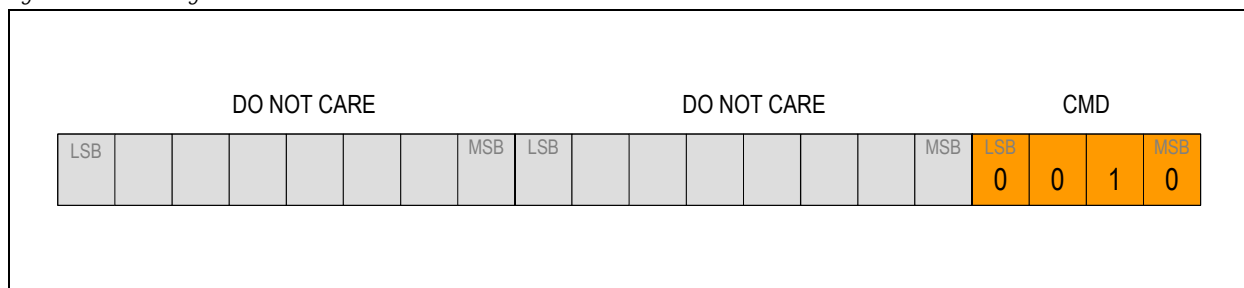 DO NOT CARE DO NOT CARE CMD
LSB MSB LSB MSB LSB MSB
0 0 1 0